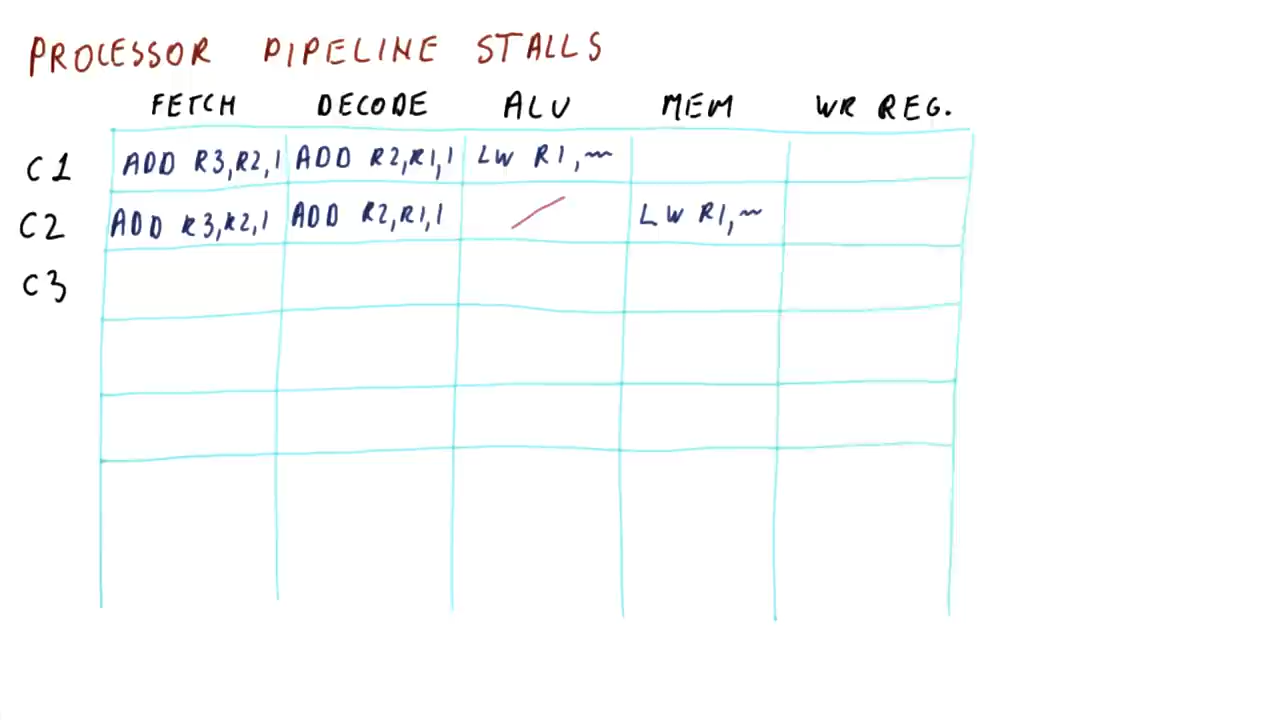 PROCESSOR PIPELINE STALLS
FETCH DECODE ALU MEM WR REG.
C1 ADD R3,R2,1 ADD R2,R1,1 LW R1,~
C2 ADD R3,R2,1 ADD R2,R1,1 LW R1,~
C3